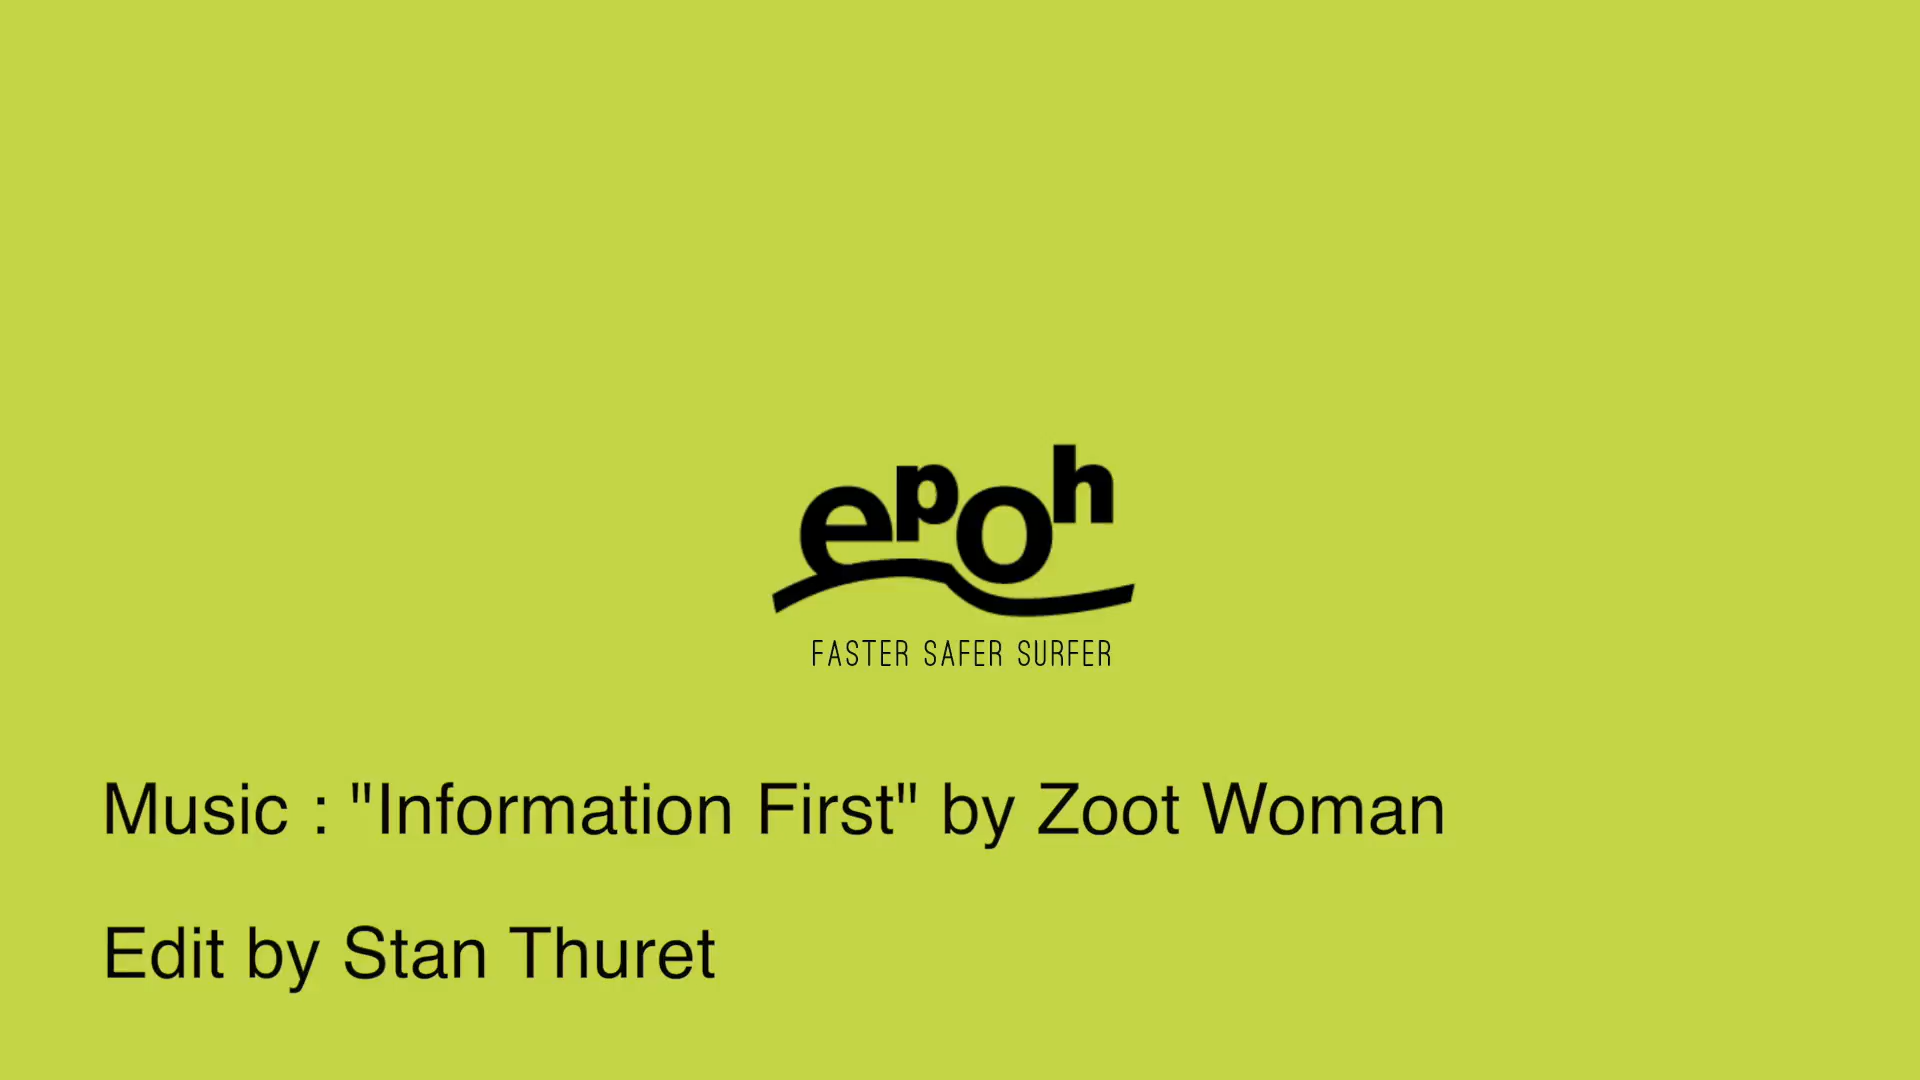 epoh
FASTER SAFER SURFER
Music : "Information First" by Zoot Woman
Edit by Stan Thuret